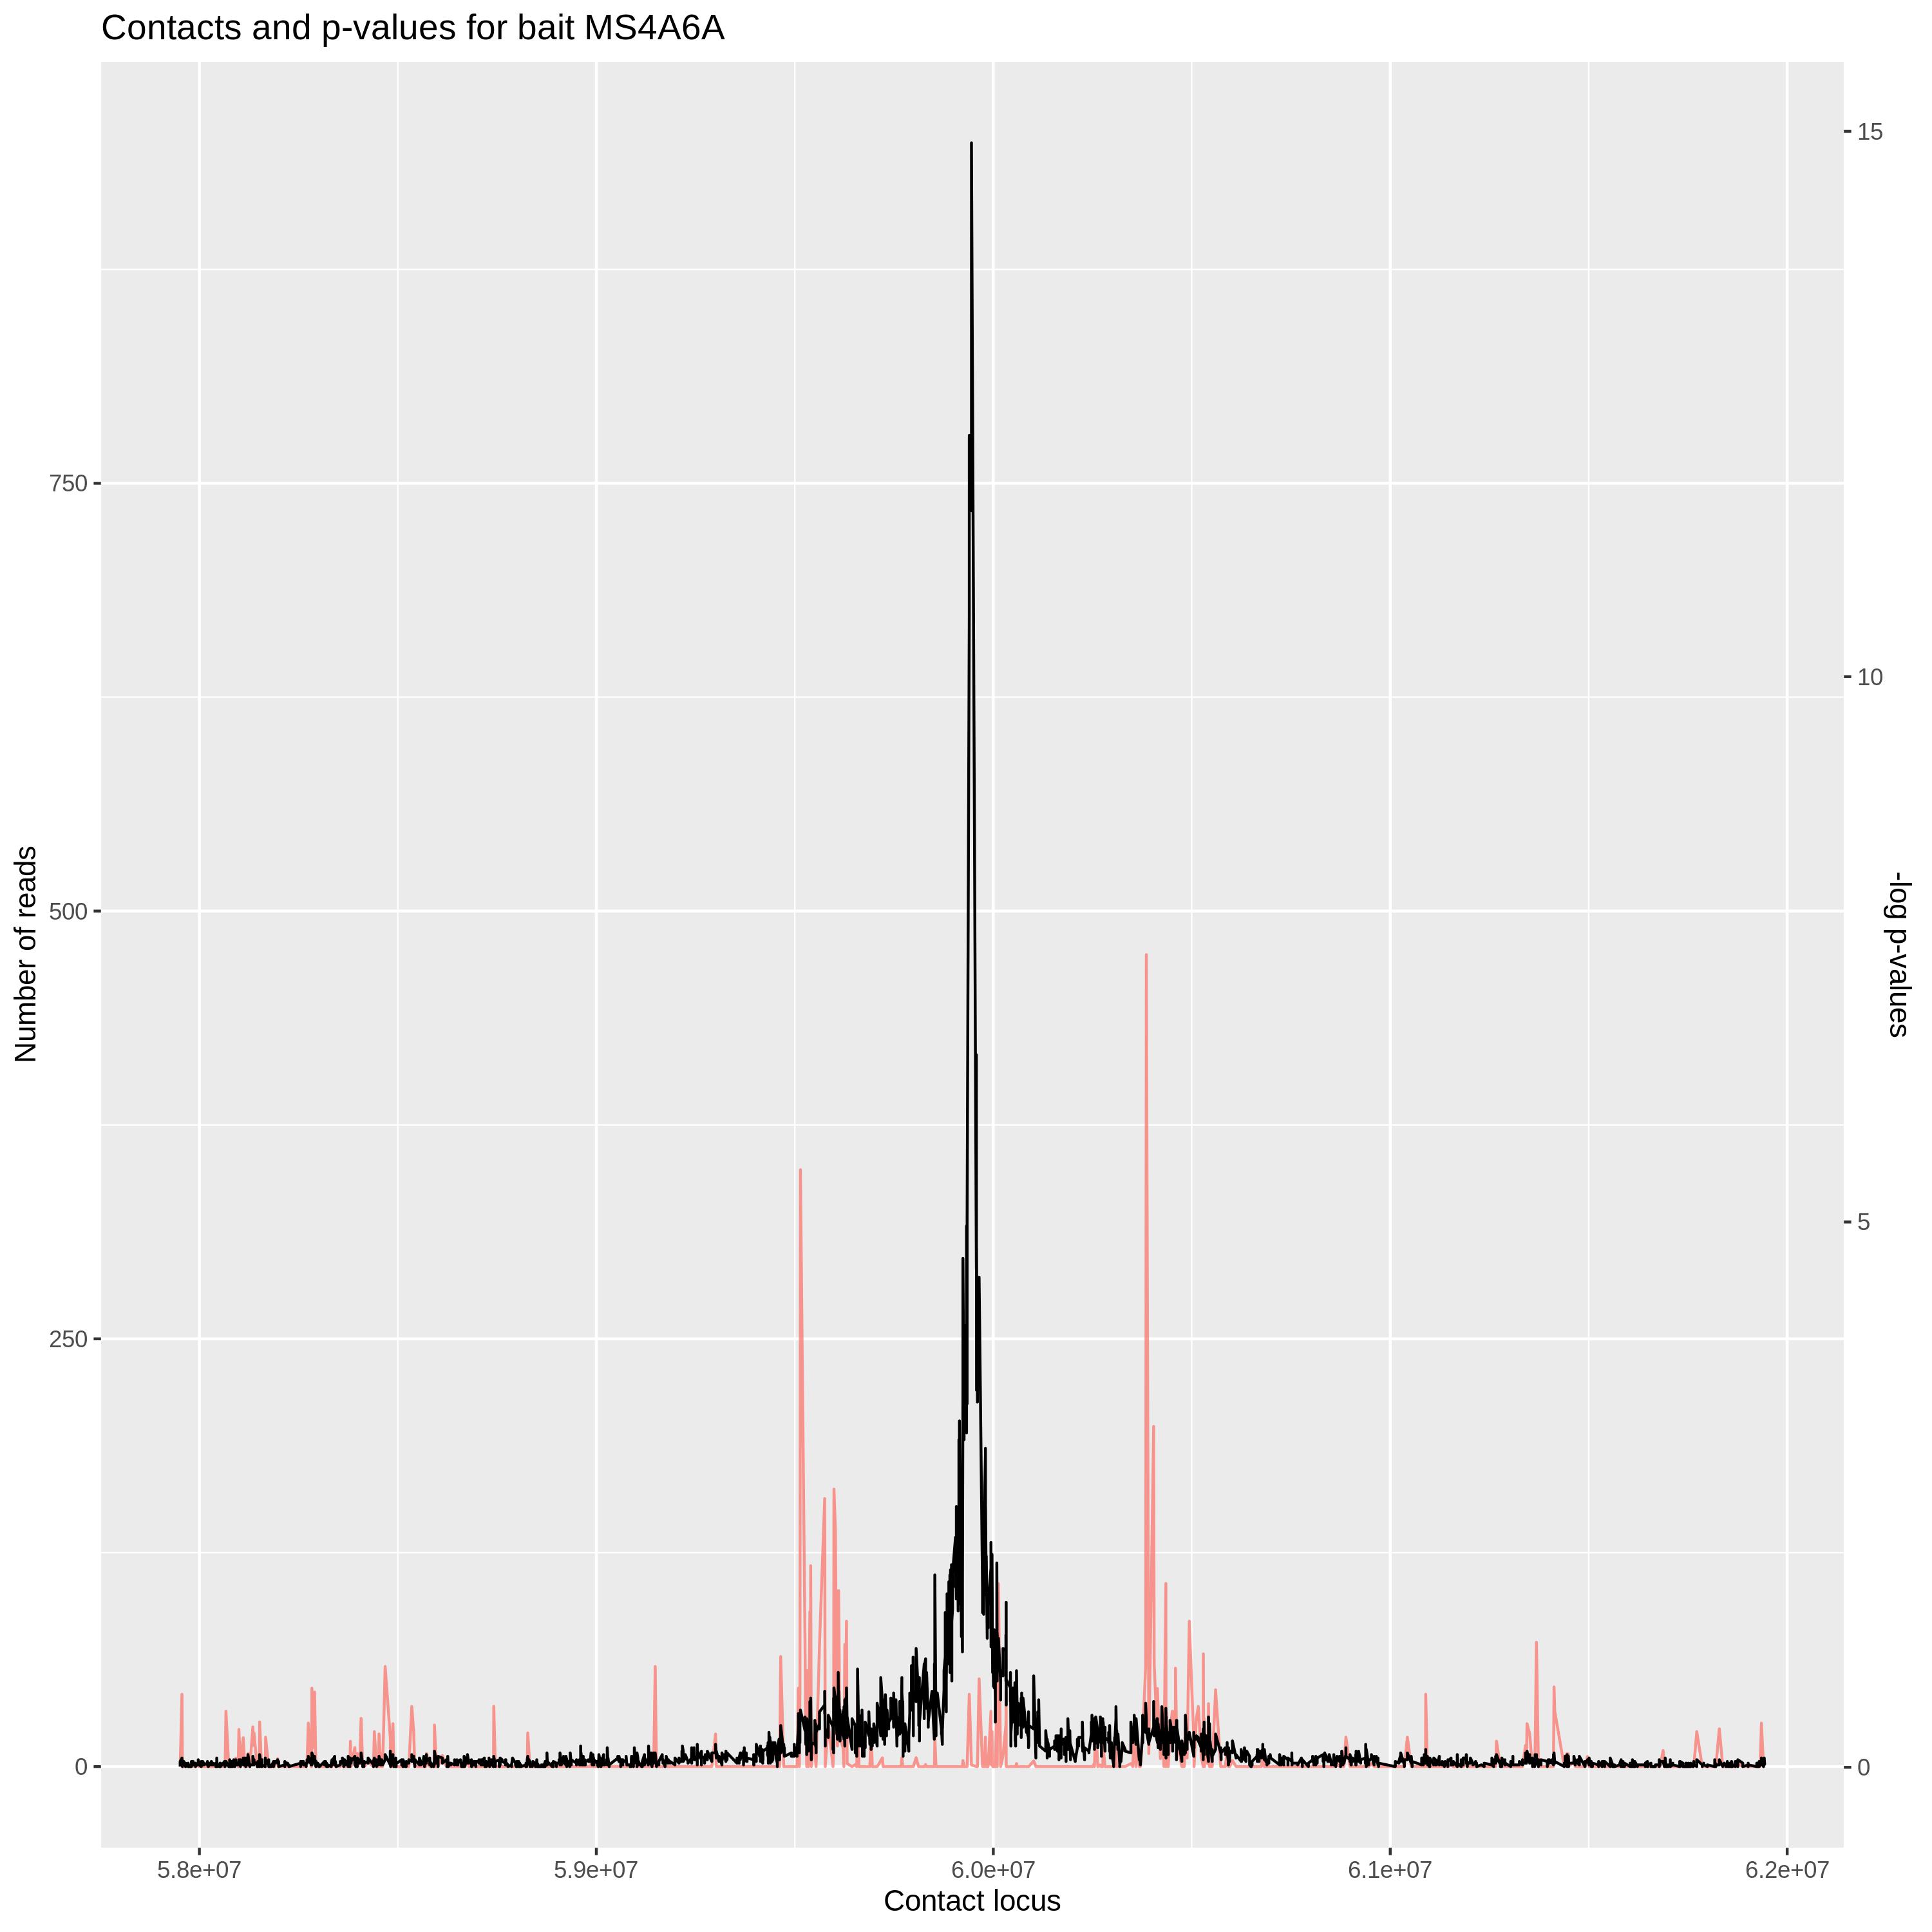 Contacts and p-values for bait MS4A6A
Number of reads
750
500
250
0
15
10
5
0
-log p-values
5.8e+07
5.9e+07
6.0e+07
6.1e+07
6.2e+07
Contact locus